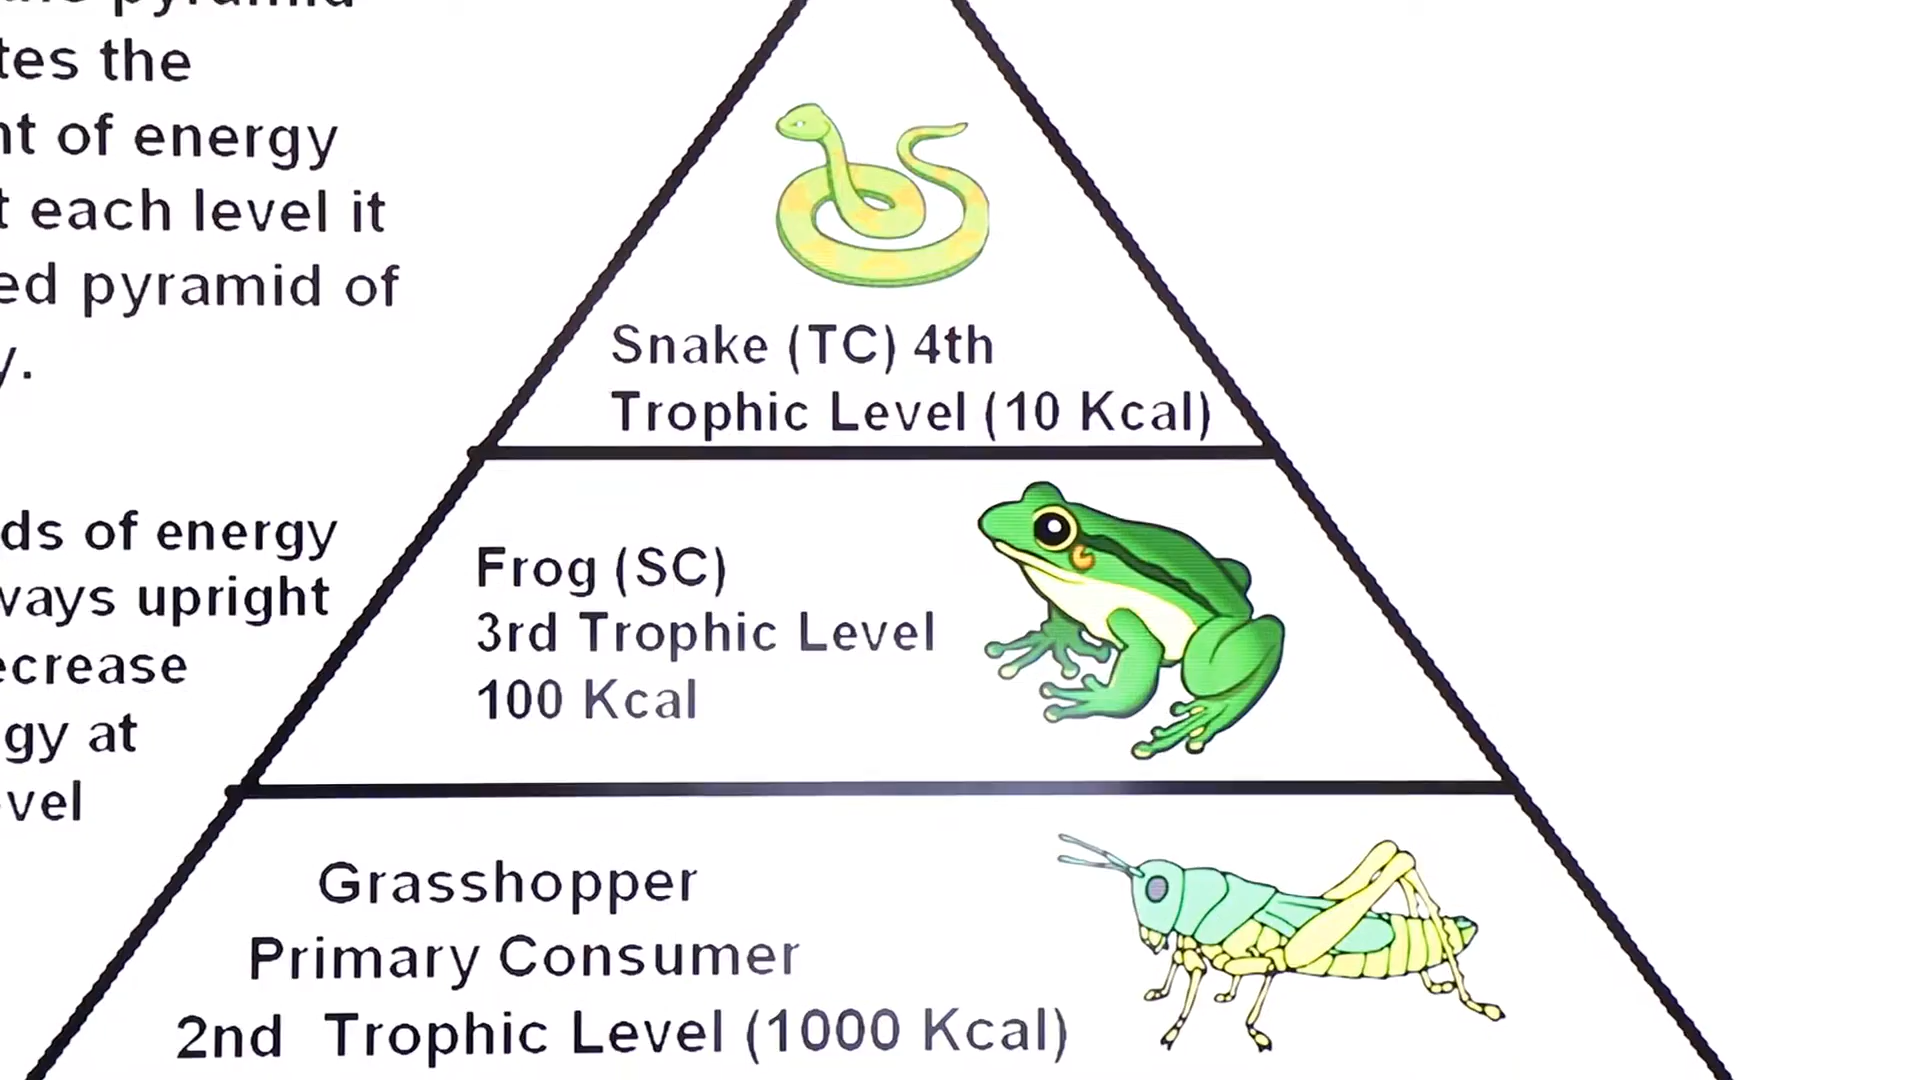 pyramid
tes the
nt of energy
t each level it
ed pyramid of
y.
ds of energy
ways upright
ecrease
gy at
vel
Snake (TC) 4th
Trophic Level (10 Kcal)
Frog (SC)
3rd Trophic Level
100 Kcal
Grasshopper
Primary Consumer
2nd Trophic Level (1000 Kcal)